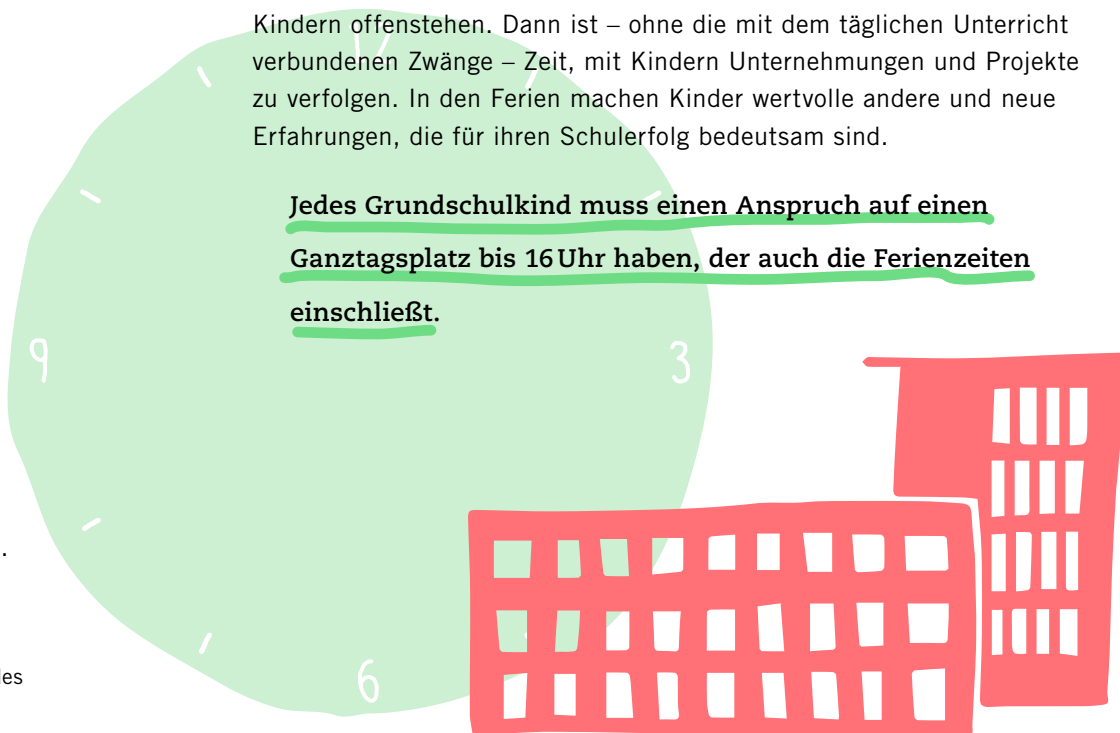 Kindern offenstehen. Dann ist – ohne die mit dem täglichen Unterricht
verbundenen Zwänge – Zeit, mit Kindern Unternehmungen und Projekte
zu verfolgen. In den Ferien machen Kinder wertvolle andere und neue
Erfahrungen, die für ihren Schulerfolg bedeutsam sind.
Jedes Grundschulkind muss einen Anspruch auf einen
Ganztagsplatz bis 16 Uhr haben, der auch die Ferienzeiten
einschließt.
9
3
6